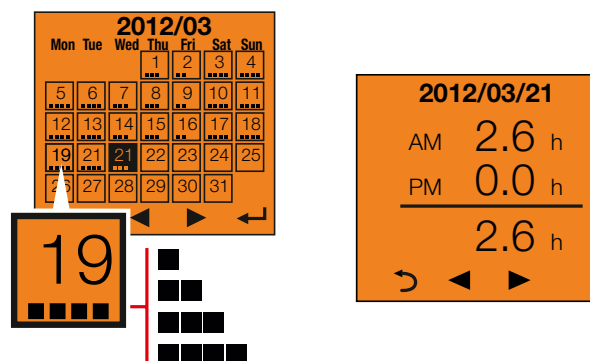 2012/03
Mon Tue Wed Thu Fri Sat Sun
1 2 3 4
5 6 7 8 9 10 11
12 13 14 15 16 17 18
19 21 21 22 23 24 25
26 27 28 29 30 31
19
2012/03/21
AM 2.6 h
PM 0.0 h
2.6 h